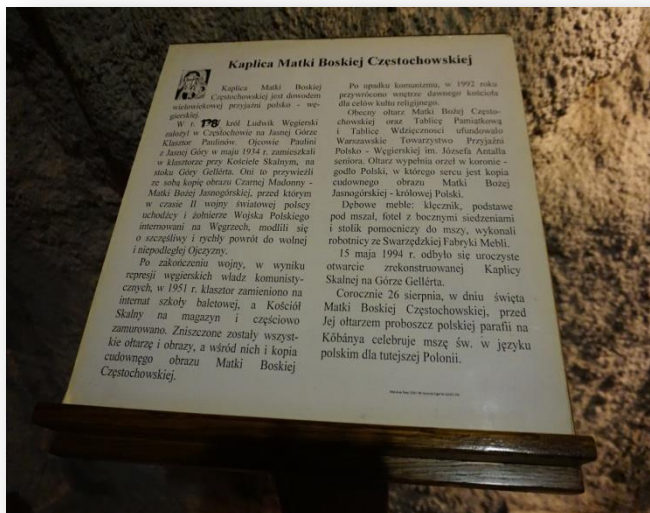 Kaplica Matki Boskiej Częstochowskiej
Kaplica Matki Boskiej
Częstochowskiej jest dowodem
wielowiekowej przyjaźni polsko - wę-
gierskiej.
W r. król Ludwik Węgierski
założył w Częstochowie na Jasnej Górze
Klasztor Paulinów. Ojcowie Paulini
z Jasnej Góry w maju 1934 r. zamieszkali
w klasztorze przy Kościele Skalnym, na
stoku Góry Gellérta. Oni to przywieźli
ze sobą kopię obrazu Czarnej Madonny -
Matki Bożej Jasnogórskiej, przed którym
w czasie II wojny światowej polscy
uchodźcy i żołnierze Wojska Polskiego
internowani na Węgrzech, modlili się
o szczęśliwy i rychły powrót do wolnej
i niepodległej Ojczyzny.
Po zakończeniu wojny, w wyniku
represji węgierskich władz komunisty-
cznych, w 1951 r. klasztor zamieniono na
internat szkoły baletowej, a Kościół
Skalny na magazyn i częściowo
zamurowano. Zniszczone zostały wszyst-
kie ołtarze i obrazy, a wśród nich i kopia
cudownego obrazu Matki Boskiej
Częstochowskiej.
Po upadku komunizmu, w 1992 roku
przywrócono wnętrze dawnego kościoła
dla celów kultu religijnego.
Obecny ołtarz Matki Bożej Często-
chowskiej oraz Tablicę Pamiątkową
i Tablicę Wdzięczności ufundowało
Warszawskie Towarzystwo Przyjaźni
Polsko - Węgierskiej im. Józsefa Antalla
seniora. Ołtarz wypełnia orzeł w koronie -
godło Polski, w którego sercu jest kopia
cudownego obrazu Matki Bożej
Jasnogórskiej - królowej Polski.
Dębowe meble: klęcznik, podstawę
pod mszał, fotel z bocznymi siedzeniami
i stolik pomocniczy do mszy, wykonali
robotnicy ze Swarzędzkiej Fabryki Mebli.
15 maja 1994 r. odbyło się uroczyste
otwarcie zrekonstruowanej Kaplicy
Skalnej na Górze Gellérta.
Corocznie 26 sierpnia, w dniu święta
Matki Boskiej Częstochowskiej, przed
Jej ołtarzem proboszcz polskiej parafii na
Kőbánya celebruje mszę św. w języku
polskim dla tutejszej Polonii.